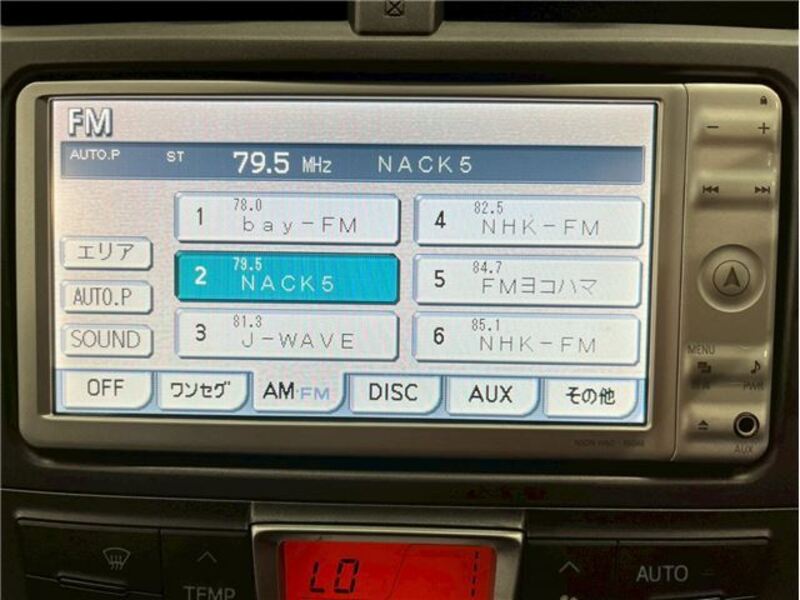 FM
AUTO.P ST 79.5 MHz NACK5
1 78.0 bay-FM
4 82.5 NHK-FM
エリア
2 79.5 NACK5
5 84.7 FMヨコハマ
AUTO.P
3 81.3 J-WAVE
6 85.1 NHK-FM
SOUND
OFF ワンセグ AM・FM DISC AUX その他
MENU
PWR
AUX
LO
TEMP
AUTO